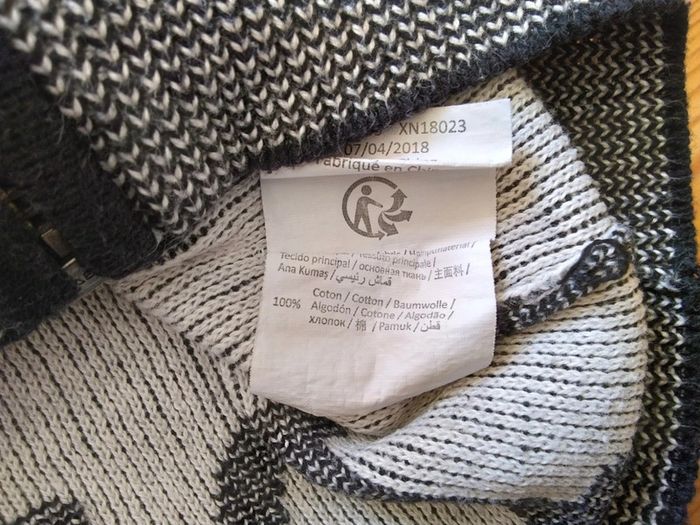 XN18023
07/04/2018
Fabriqué en
Tecido principal / основная ткань / 主面料 /
Ana Kumaş / قماش رئيسي /
100% Coton / Cotton / Baumwolle /
Algodón / Cotone / Algodão /
хлопок / 棉 / Pamuk / قطن /